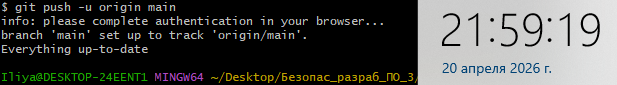 $ git push -u origin main
info: please complete authentication in your browser...
branch 'main' set up to track 'origin/main'.
Everything up-to-date
Iliya@DESKTOP-24EENT1 MINGW64 ~/Desktop/Безопас_разраб_ПО_3/
21:59:19
20 апреля 2026 г.